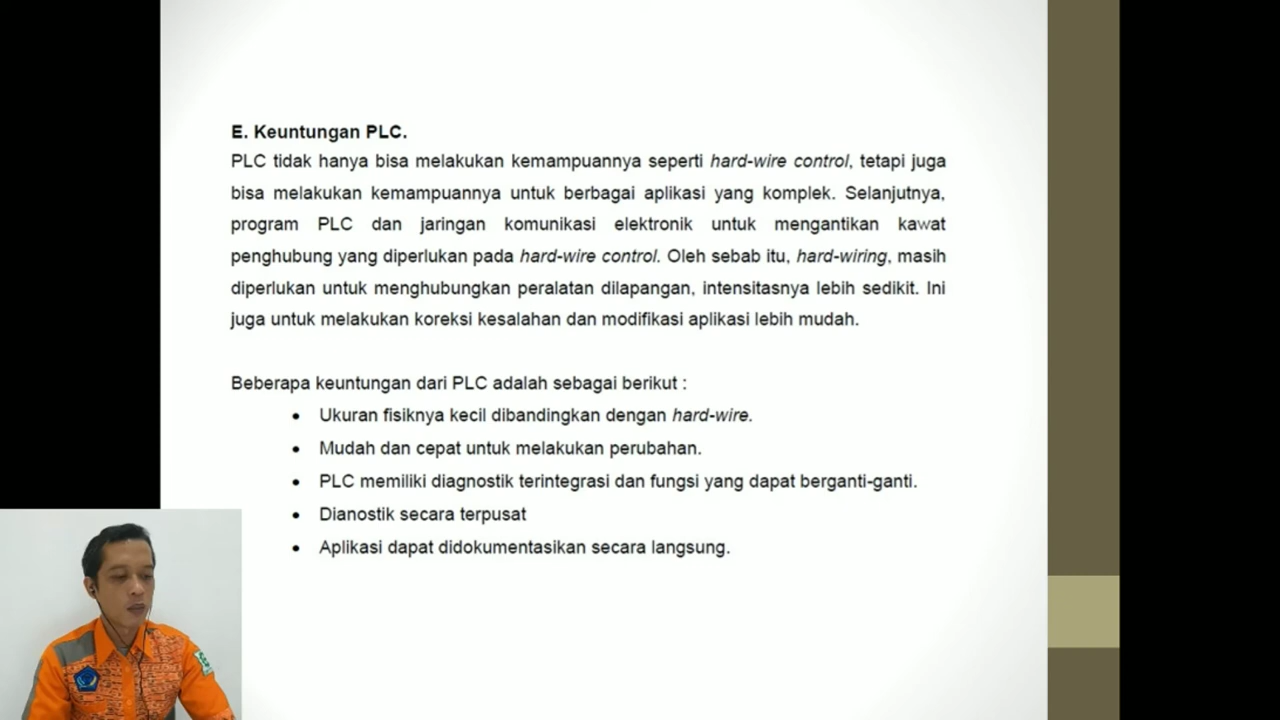 E. Keuntungan PLC.
PLC tidak hanya bisa melakukan kemampuannya seperti hard-wire control, tetapi juga
bisa melakukan kemampuannya untuk berbagai aplikasi yang komplek. Selanjutnya,
program PLC dan jaringan komunikasi elektronik untuk mengantikan kawat
penghubung yang diperlukan pada hard-wire control. Oleh sebab itu, hard-wiring, masih
diperlukan untuk menghubungkan peralatan dilapangan, intensitasnya lebih sedikit. Ini
juga untuk melakukan koreksi kesalahan dan modifikasi aplikasi lebih mudah.
Beberapa keuntungan dari PLC adalah sebagai berikut :
• Ukuran fisiknya kecil dibandingkan dengan hard-wire.
• Mudah dan cepat untuk melakukan perubahan.
• PLC memiliki diagnostik terintegrasi dan fungsi yang dapat berganti-ganti.
• Dianostik secara terpusat
• Aplikasi dapat didokumentasikan secara langsung.